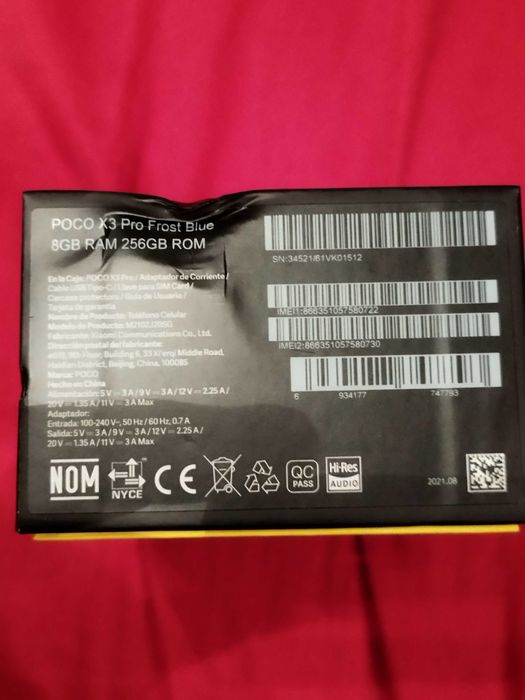 POCO X3 Pro Frost Blue
8GB RAM 256GB ROM
En la Caja: POCO X3 Pro / Adaptador de Corriente /
Cable USB Tipo-C / Llave para SIM Card /
Carcasa protectora / Guía de Usuario /
Tarjeta de garantía
Modelo de Producto: Teléfono Celular
Modelo de Producto: M2102J20SG
Fabricante: Xiaomi Communications Co., Ltd.
Dirección postal del fabricante:
#019, 9th Floor, Building 6, 33 Xi'erqi Middle Road,
Haidian District, Beijing, China, 100085
Marca: POCO
Hecho en China
Alimentación: 5 V⎓3 A / 9 V⎓3 A / 12 V⎓2.25 A /
20 V⎓1.35 A / 11 V⎓3 A Max
Adaptador:
Entrada: 100-240 V~, 50 / 60 Hz, 0.7 A
Salida: 5 V⎓3 A / 9 V⎓3 A / 12 V⎓2.25 A /
20 V⎓1.35 A / 11 V⎓3 A Max
SN:34521/61VK01512
IMEI1:866351057580722
IMEI2:866351057580730
6 934177 747793
NOM
NYCE
CE
QC
PASS
Hi-Res
AUDIO
2021.08